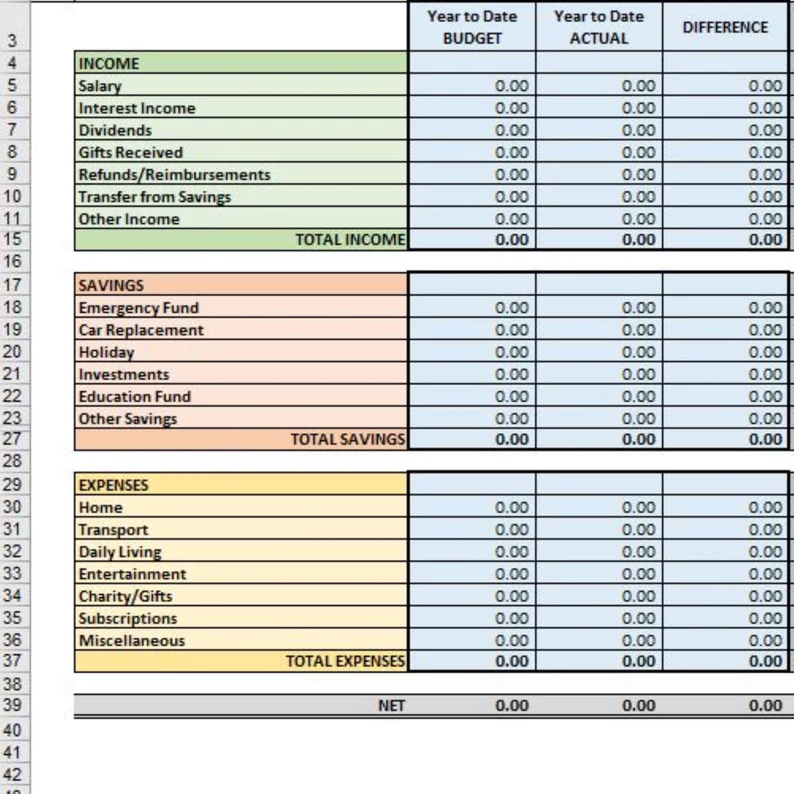 Year to Date BUDGET Year to Date ACTUAL DIFFERENCE
3
4 INCOME
5 Salary 0.00 0.00 0.00
6 Interest Income 0.00 0.00 0.00
7 Dividends 0.00 0.00 0.00
8 Gifts Received 0.00 0.00 0.00
9 Refunds/Reimbursements 0.00 0.00 0.00
10 Transfer from Savings 0.00 0.00 0.00
11 Other Income 0.00 0.00 0.00
15 TOTAL INCOME 0.00 0.00 0.00
16
17 SAVINGS
18 Emergency Fund 0.00 0.00 0.00
19 Car Replacement 0.00 0.00 0.00
20 Holiday 0.00 0.00 0.00
21 Investments 0.00 0.00 0.00
22 Education Fund 0.00 0.00 0.00
23 Other Savings 0.00 0.00 0.00
27 TOTAL SAVINGS 0.00 0.00 0.00
28
29 EXPENSES
30 Home 0.00 0.00 0.00
31 Transport 0.00 0.00 0.00
32 Daily Living 0.00 0.00 0.00
33 Entertainment 0.00 0.00 0.00
34 Charity/Gifts 0.00 0.00 0.00
35 Subscriptions 0.00 0.00 0.00
36 Miscellaneous 0.00 0.00 0.00
37 TOTAL EXPENSES 0.00 0.00 0.00
38
39 NET 0.00 0.00 0.00
40
41
42